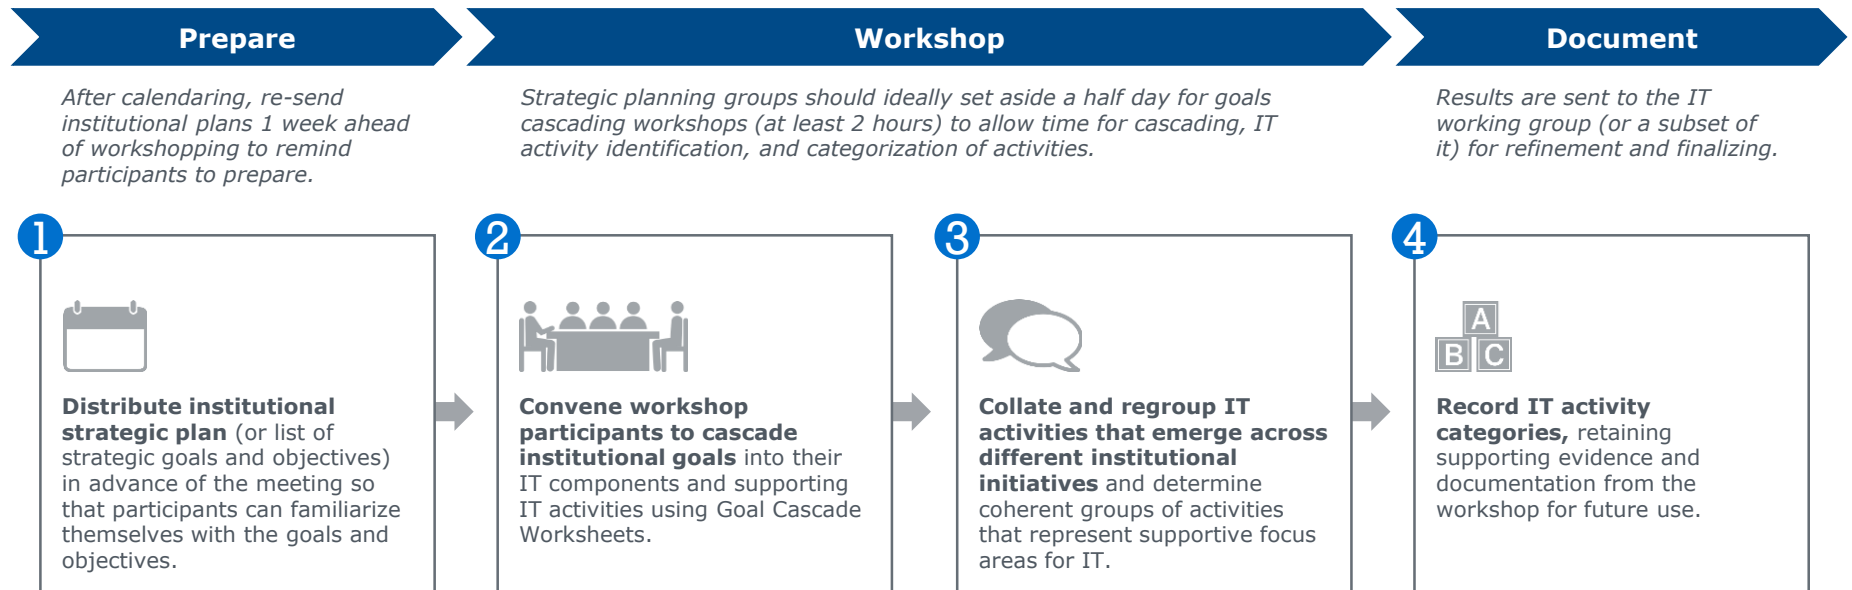 Prepare
Workshop
Document
After calendaring, re-send
institutional plans 1 week ahead
of workshopping to remind
participants to prepare.
Strategic planning groups should ideally set aside a half day for goals
cascading workshops (at least 2 hours) to allow time for cascading, IT
activity identification, and categorization of activities.
Results are sent to the IT
working group (or a subset of
it) for refinement and finalizing.
1
Distribute institutional
strategic plan (or list of
strategic goals and objectives)
in advance of the meeting so
that participants can familiarize
themselves with the goals and
objectives.
2
Convene workshop
participants to cascade
institutional goals into their
IT components and supporting
IT activities using Goal Cascade
Worksheets.
3
Collate and regroup IT
activities that emerge across
different institutional
initiatives and determine
coherent groups of activities
that represent supportive focus
areas for IT.
4
A
B C
Record IT activity
categories, retaining
supporting evidence and
documentation from the
workshop for future use.